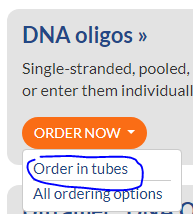 DNA oligos »
Single-stranded, pooled,
or enter them individuall
ORDER NOW
Order in tubes
All ordering options